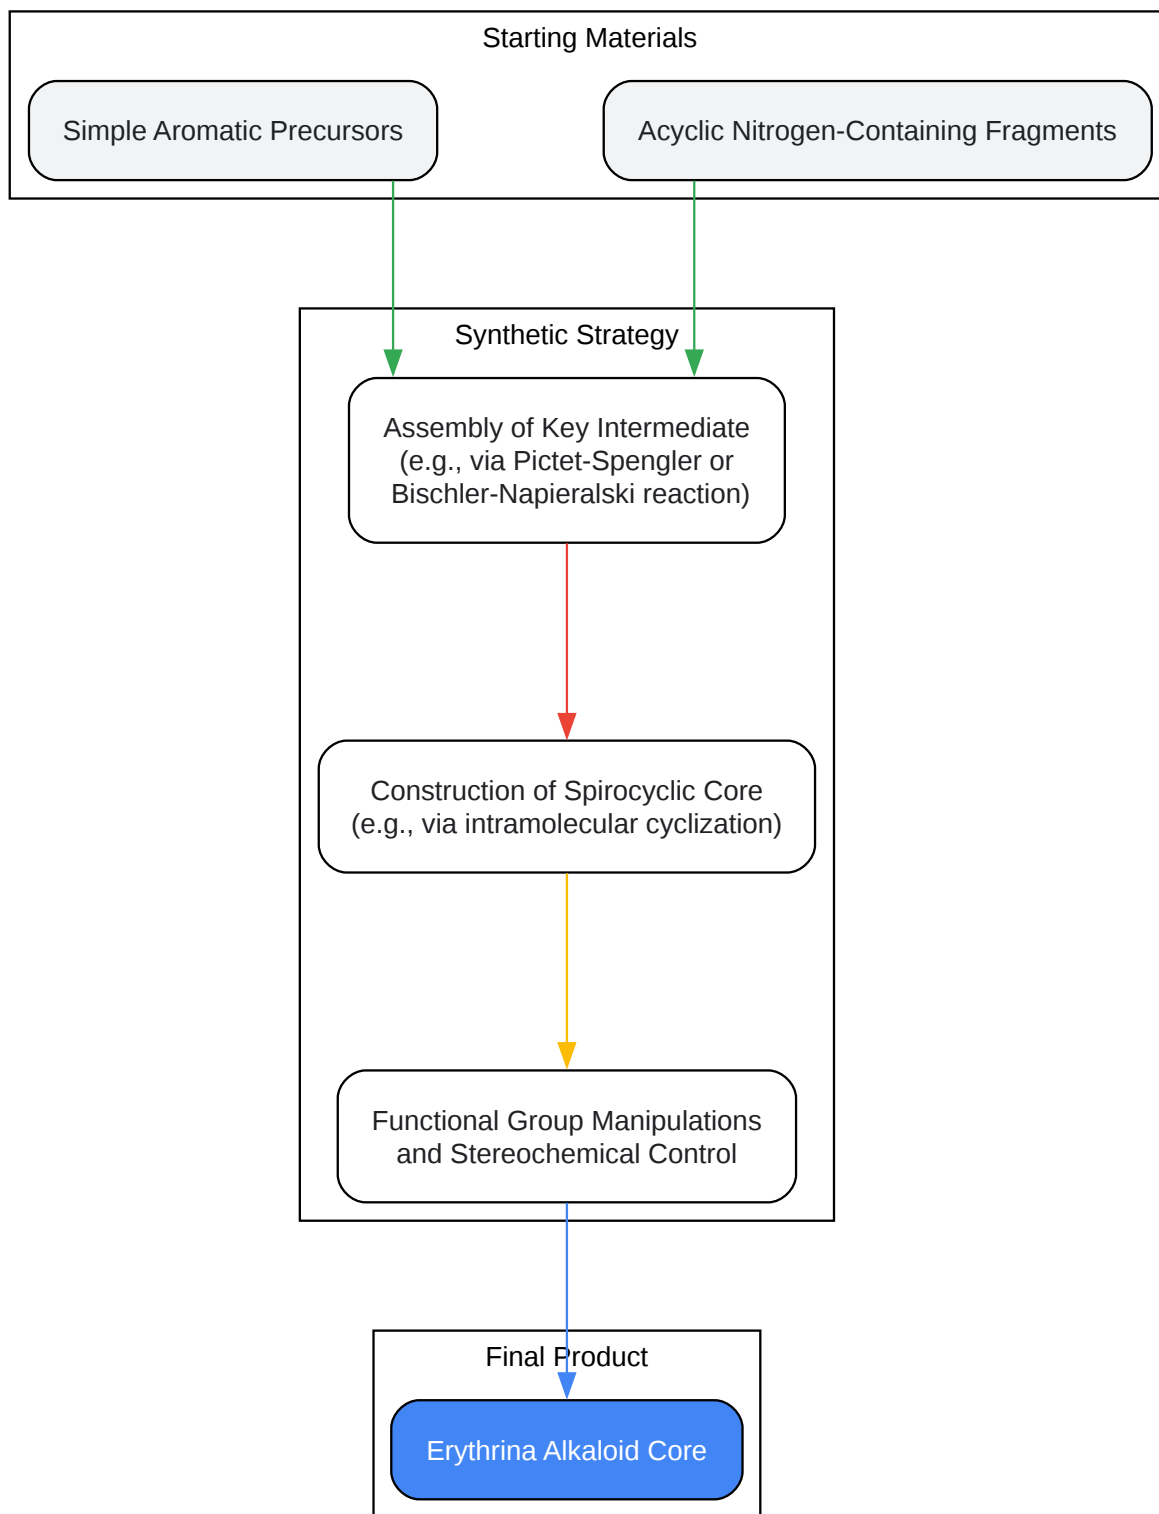 Starting Materials
Simple Aromatic Precursors
Acyclic Nitrogen-Containing Fragments
Synthetic Strategy
Assembly of Key Intermediate
(e.g., via Pictet-Spengler or
Bischler-Napieralski reaction)
Construction of Spirocyclic Core
(e.g., via intramolecular cyclization)
Functional Group Manipulations
and Stereochemical Control
Final Product
Erythrina Alkaloid Core